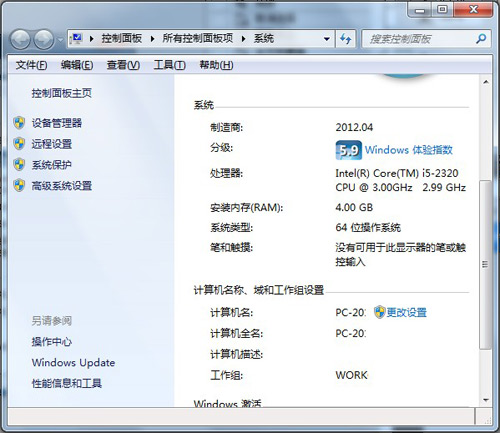 控制面板 ▸ 所有控制面板项 ▸ 系统
搜索控制面板
文件(F) 编辑(E) 查看(V) 工具(T) 帮助(H)
控制面板主页
设备管理器
远程设置
系统保护
高级系统设置
另请参阅
操作中心
Windows Update
性能信息和工具
系统
制造商: 2012.04
分级: 5.9 Windows 体验指数
处理器: Intel(R) Core(TM) i5-2320
CPU @ 3.00GHz 2.99 GHz
安装内存(RAM): 4.00 GB
系统类型: 64 位操作系统
笔和触摸: 没有可用于此显示器的笔或触
控输入
计算机名称、域和工作组设置
计算机名: PC-20: 更改设置
计算机全名: PC-20:
计算机描述:
工作组: WORK
Windows 激活